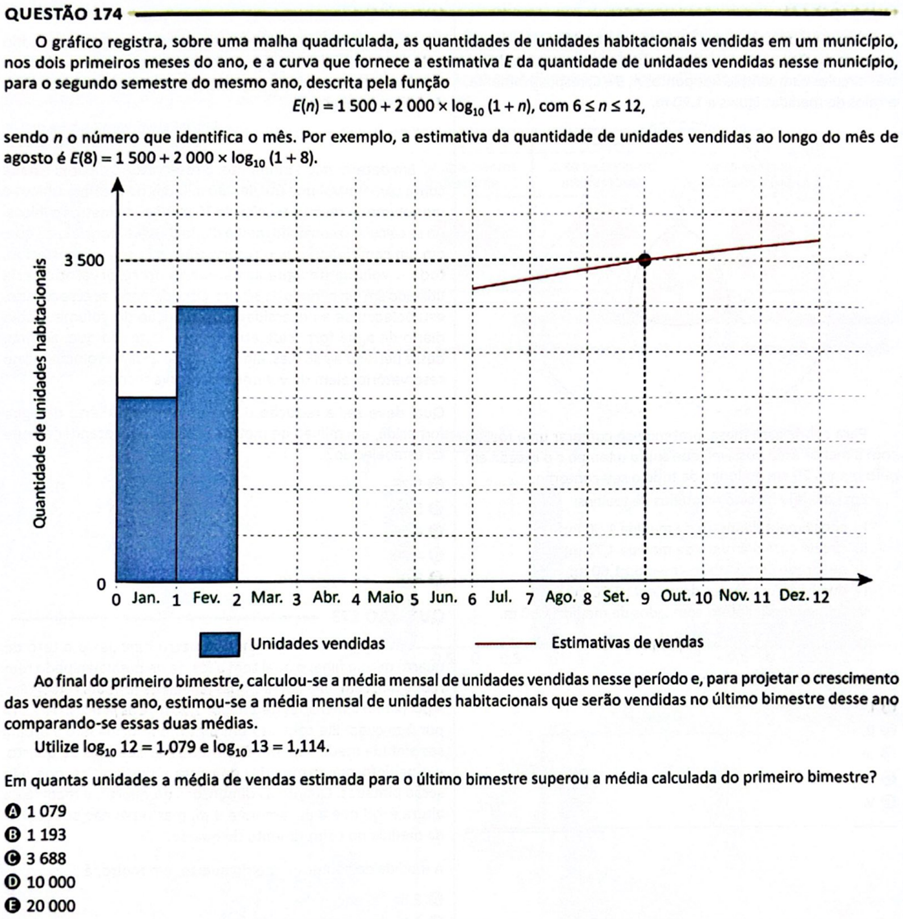 QUESTÃO 174
O gráfico registra, sobre uma malha quadriculada, as quantidades de unidades habitacionais vendidas em um município,
nos dois primeiros meses do ano, e a curva que fornece a estimativa E da quantidade de unidades vendidas nesse município,
para o segundo semestre do mesmo ano, descrita pela função
E(n) = 1 500 + 2 000 × log₁₀ (1 + n), com 6 ≤ n ≤ 12,
sendo n o número que identifica o mês. Por exemplo, a estimativa da quantidade de unidades vendidas ao longo do mês de
agosto é E(8) = 1 500 + 2 000 × log₁₀ (1 + 8).
Quantidade de unidades habitacionais
3 500
0
0 Jan. 1 Fev. 2 Mar. 3 Abr. 4 Maio 5 Jun. 6 Jul. 7 Ago. 8 Set. 9 Out. 10 Nov. 11 Dez. 12
Unidades vendidas Estimativas de vendas
Ao final do primeiro bimestre, calculou-se a média mensal de unidades vendidas nesse período e, para projetar o crescimento
das vendas nesse ano, estimou-se a média mensal de unidades habitacionais que serão vendidas no último bimestre desse ano
comparando-se essas duas médias.
Utilize log₁₀ 12 = 1,079 e log₁₀ 13 = 1,114.
Em quantas unidades a média de vendas estimada para o último bimestre superou a média calculada do primeiro bimestre?
A 1 079
B 1 193
C 3 688
D 10 000
E 20 000